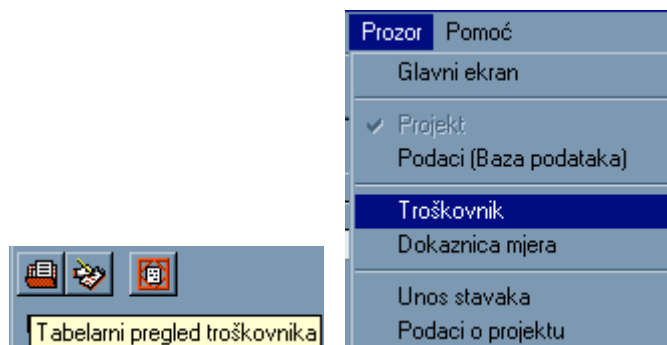 Prozor Pomoć
Glavni ekran
Projekt
Podaci (Baza podataka)
Troškovnik
Dokaznica mjera
Unos stavaka
Podaci o projektu
Tabelarni pregled troškovnika